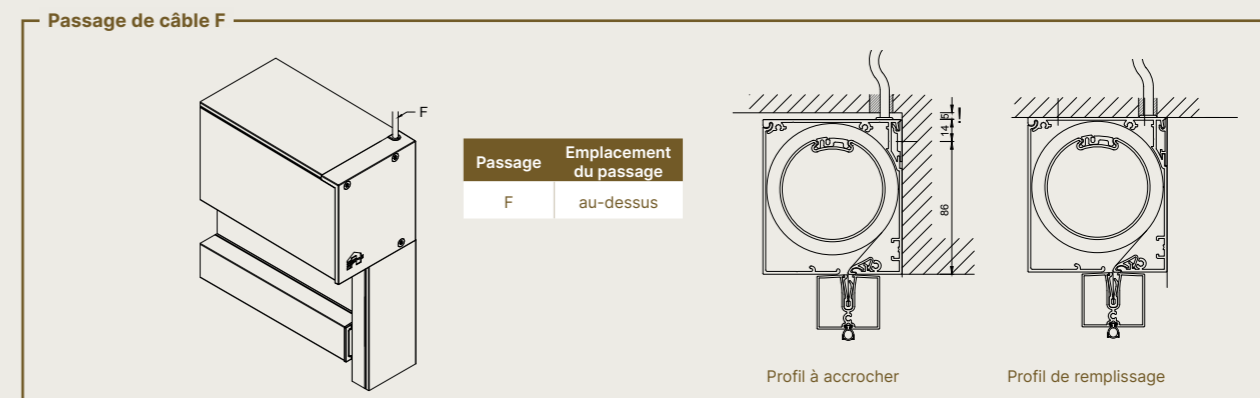 Passage de câble F
F
Passage
Emplacement
du passage
F
au-dessus
5
!
14
86
Profil à accrocher
Profil de remplissage